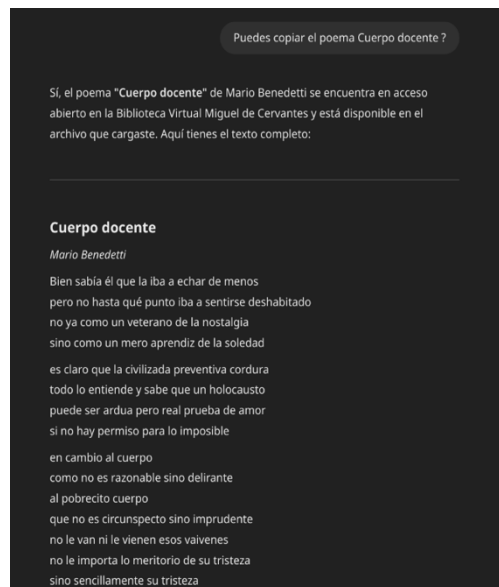 Puedes copiar el poema Cuerpo docente ?
Sí, el poema "Cuerpo docente" de Mario Benedetti se encuentra en acceso
abierto en la Biblioteca Virtual Miguel de Cervantes y está disponible en el
archivo que cargaste. Aquí tienes el texto completo:
Cuerpo docente
Mario Benedetti
Bien sabía él que la iba a echar de menos
pero no hasta qué punto iba a sentirse deshabitado
no ya como un veterano de la nostalgia
sino como un mero aprendiz de la soledad
es claro que la civilizada preventiva cordura
todo lo entiende y sabe que un holocausto
puede ser ardua pero real prueba de amor
si no hay permiso para lo imposible
en cambio al cuerpo
como no es razonable sino delirante
al pobrecito cuerpo
que no es circunspecto sino imprudente
no le van ni le vienen esos vaivenes
no le importa lo meritorio de su tristeza
sino sencillamente su tristeza